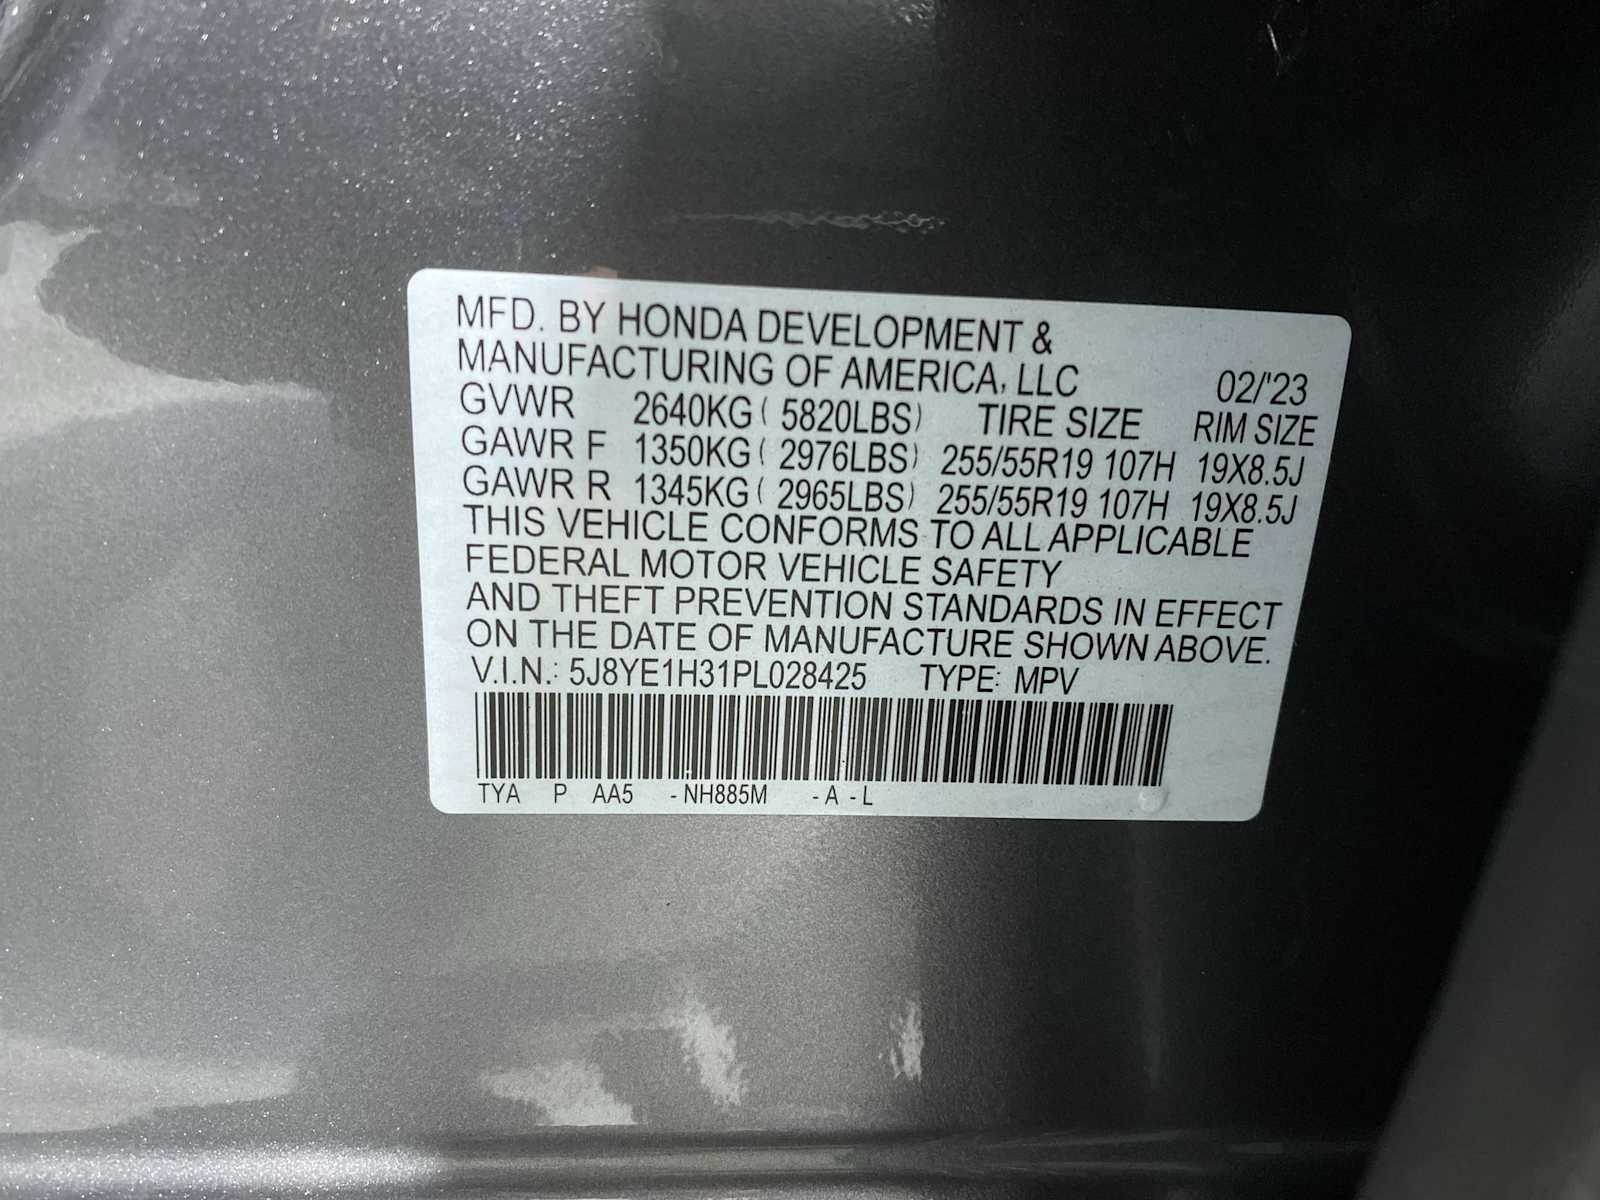 MFD. BY HONDA DEVELOPMENT &
MANUFACTURING OF AMERICA, LLC 02/'23
GVWR 2640KG ( 5820LBS) TIRE SIZE RIM SIZE
GAWR F 1350KG ( 2976LBS) 255/55R19 107H 19X8.5J
GAWR R 1345KG ( 2965LBS) 255/55R19 107H 19X8.5J
THIS VEHICLE CONFORMS TO ALL APPLICABLE
FEDERAL MOTOR VEHICLE SAFETY
AND THEFT PREVENTION STANDARDS IN EFFECT
ON THE DATE OF MANUFACTURE SHOWN ABOVE.
V.I.N.: 5J8YE1H31PL028425 TYPE: MPV
TYA P AA5 - NH885M - A - L